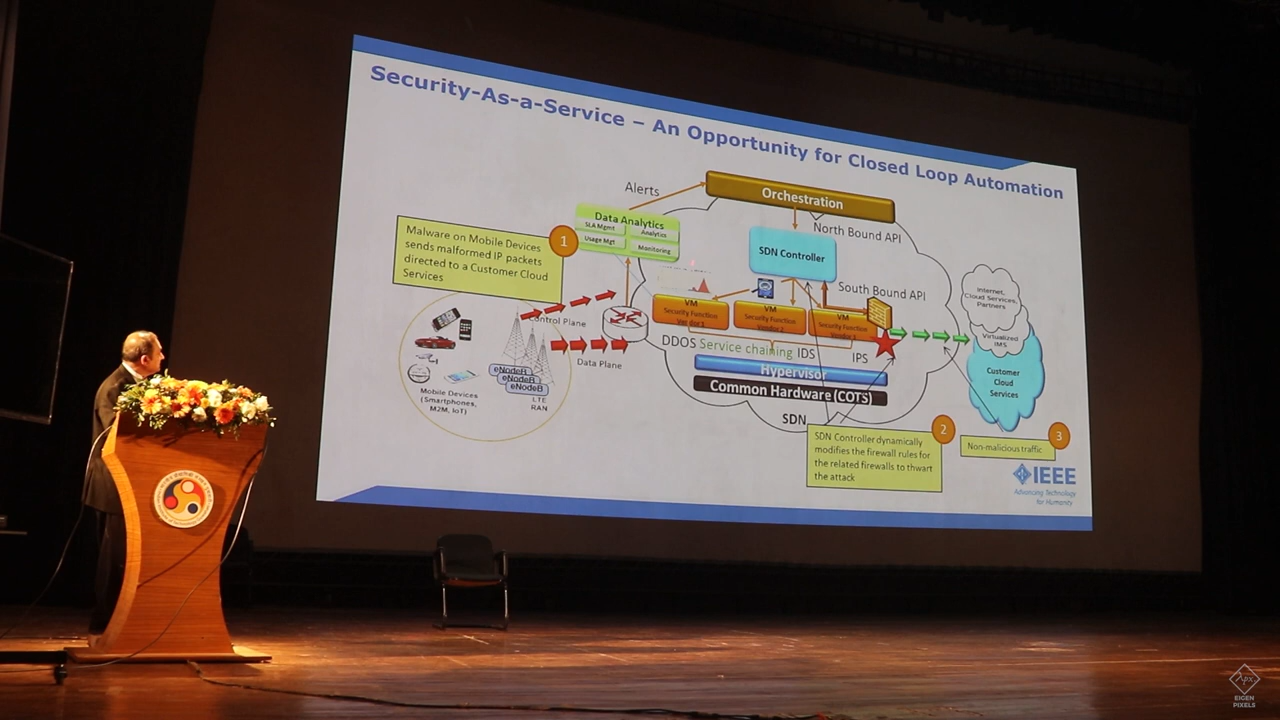 Security-As-a-Service – An Opportunity for Closed Loop Automation
Alerts
Orchestration
Data Analytics
SLA Mgmt
Analytics
Usage Mgt
Monitoring
North Bound API
SDN Controller
South Bound API
Malware on Mobile Devices
sends malformed IP packets
directed to a Customer Cloud
Services
1
Control Plane
Data Plane
eNodeB
eNodeB
eNodeB
LTE
RAN
Mobile Devices
(Smartphones,
M2M, IoT)
VM
Security Function
VM
Security Function
Vendor 2
VM
Security Function
DDOS
Service chaining
IDS
IPS
Hypervisor
Common Hardware (COTS)
SDN
Internet,
Cloud Services,
Partners
Virtualized
IMS
Customer
Cloud
Services
SDN Controller dynamically
modifies the firewall rules for
the related firewalls to thwart
the attack
2
Non-malicious traffic
3
IEEE
Advancing Technology
for Humanity
EIGEN
PIXELS